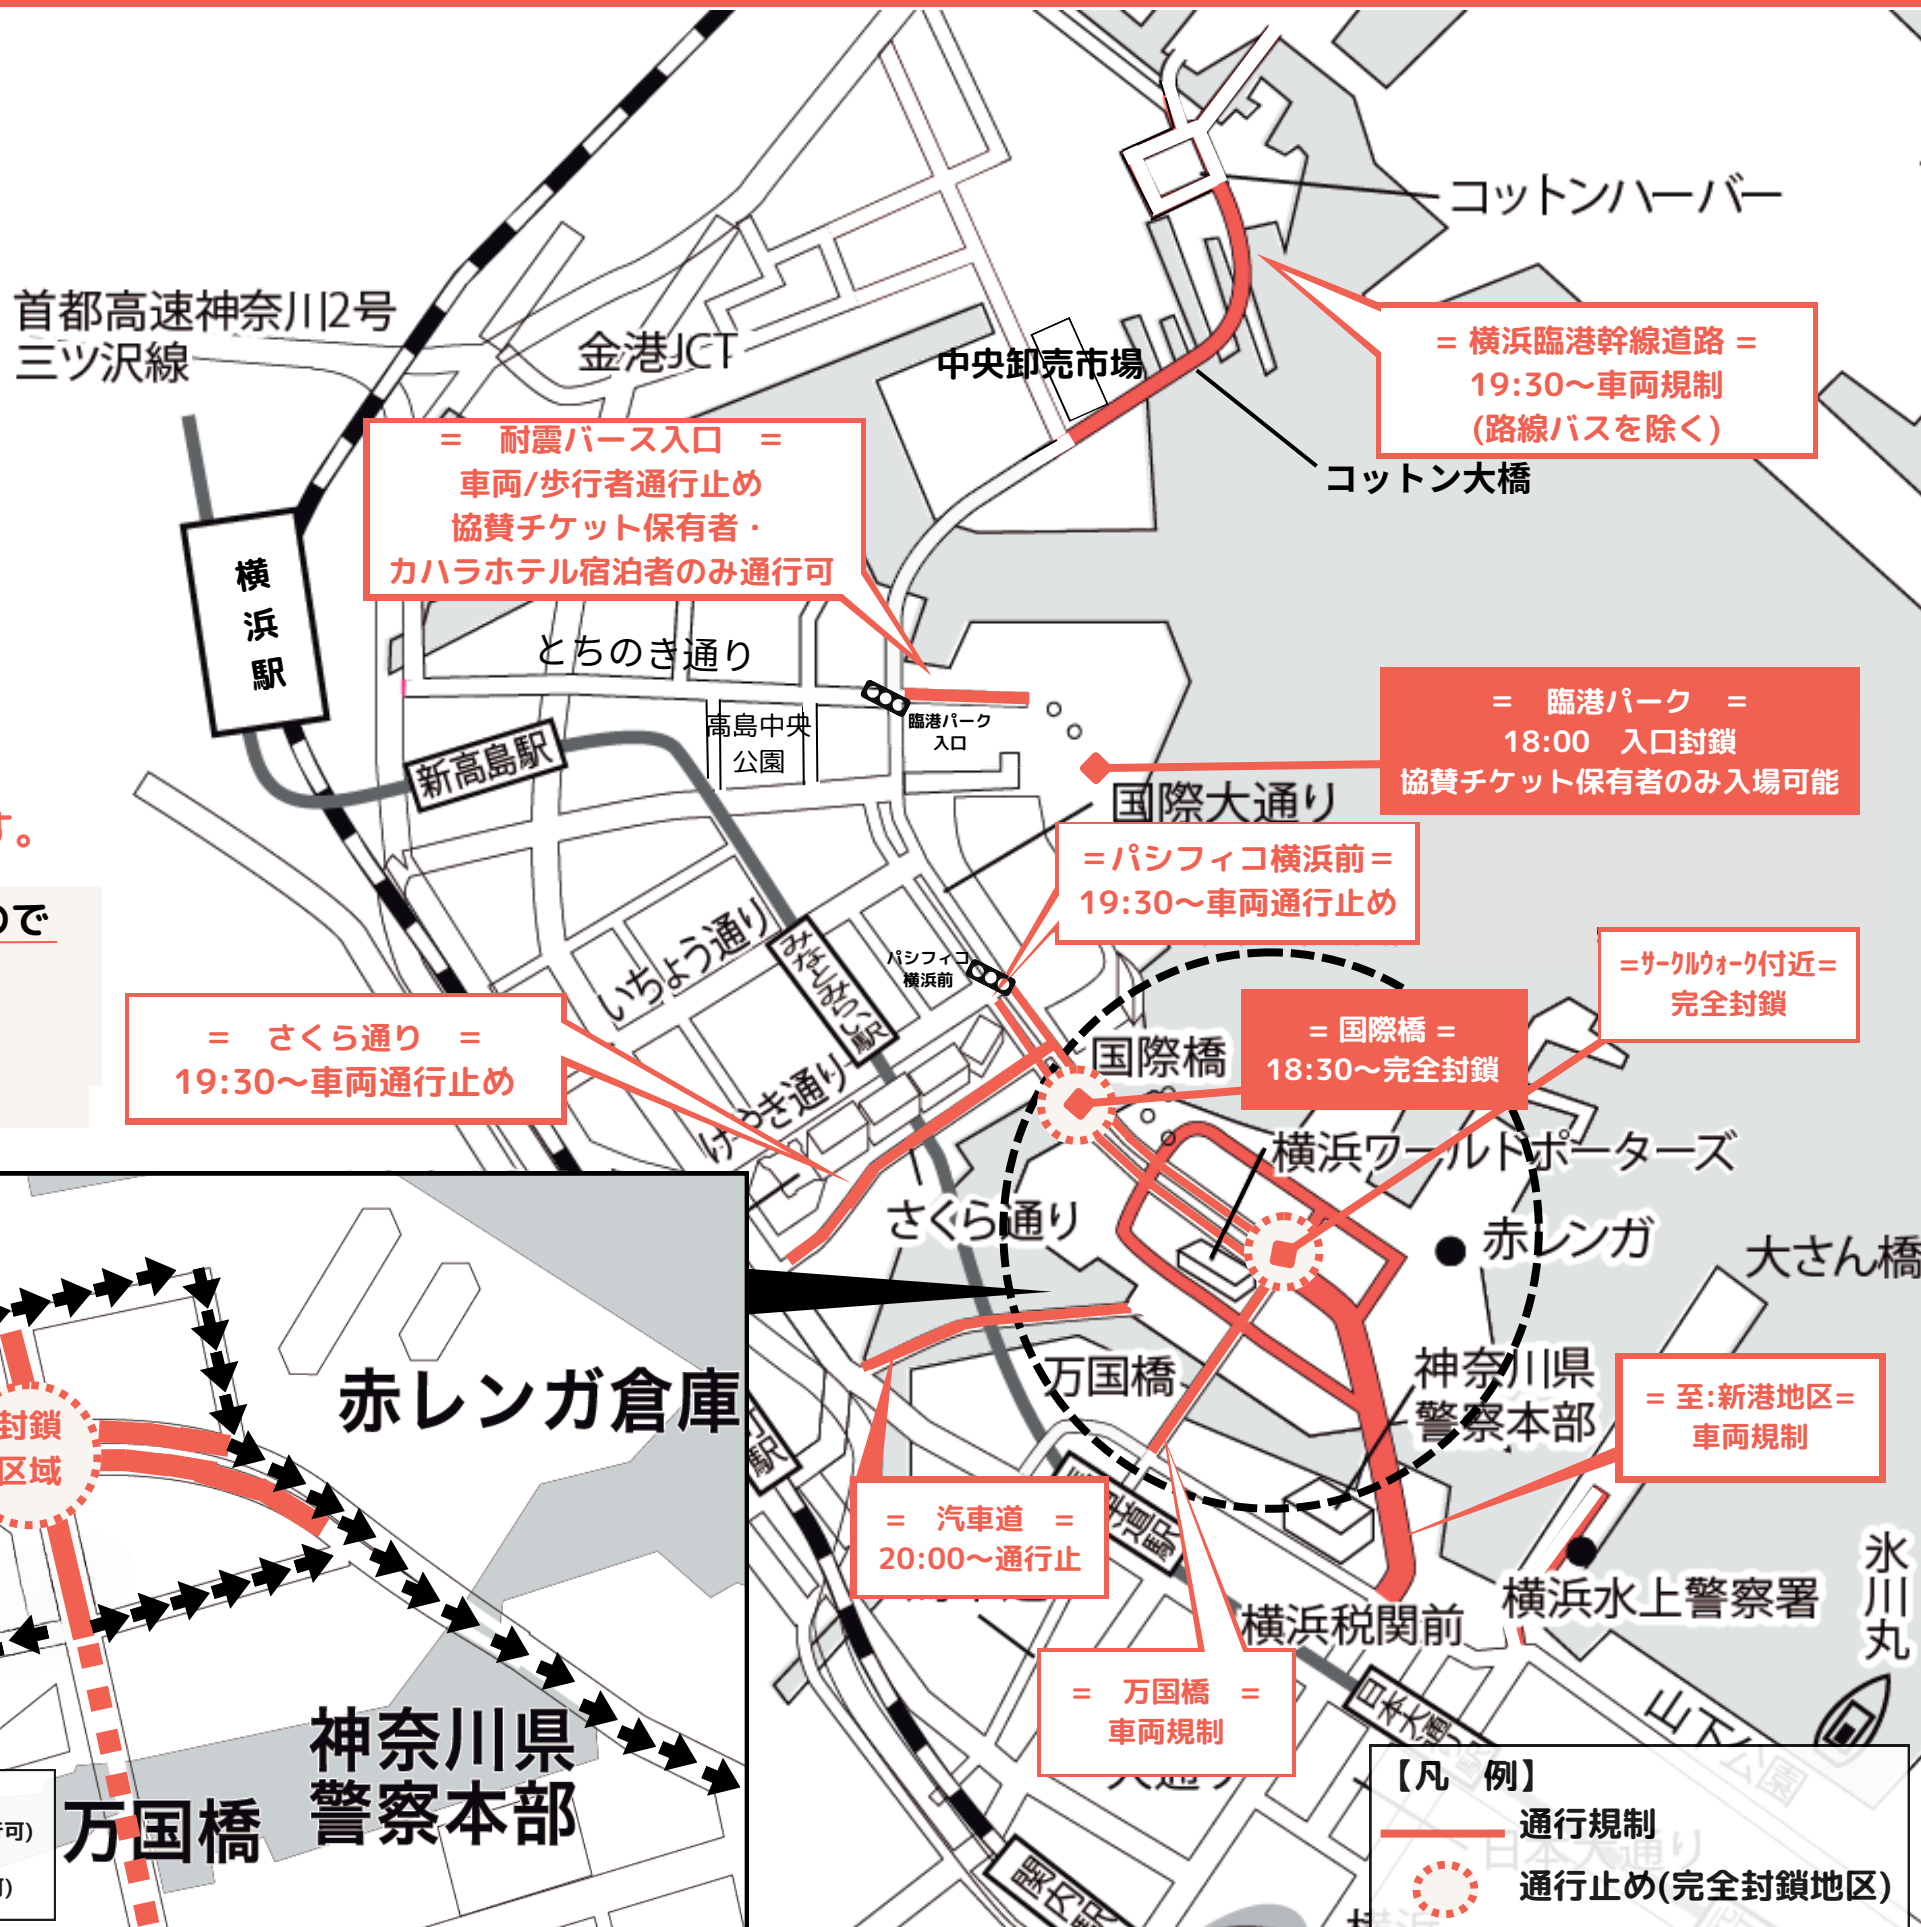 コットンハーバー
首都高速神奈川2号
三ツ沢線
金港JCT
中央卸売市場
= 横浜臨港幹線道路 =
19:30〜車両規制
(路線バスを除く)
コットン大橋
= 耐震バース入口 =
車両/歩行者通行止め
協賛チケット保有者・
カハラホテル宿泊者のみ通行可
横浜駅
とちのき通り
新高島駅
高島中央
公園
臨港パーク
入口
= 臨港パーク =
18:00 入口封鎖
協賛チケット保有者のみ入場可能
国際大通り
す。
ので
=パシフィコ横浜前=
19:30〜車両通行止め
いちょう通り
みなとみらい駅
パシフィコ
横浜前
=サークルウォーク付近=
完全封鎖
= さくら通り =
19:30〜車両通行止め
国際橋
= 国際橋 =
18:30〜完全封鎖
けやき通り
横浜ワールドポーターズ
さくら通り
赤レンガ
大さん橋
万国橋
神奈川県
警察本部
= 至:新港地区=
車両規制
赤レンガ倉庫
封鎖
区域
= 汽車道 =
20:00〜通行止
道駅
横浜税関前
横浜水上警察署
氷川丸
= 万国橋 =
車両規制
日本大通り
山下公園
神奈川県
警察本部
万国橋
可)
関内駅
【凡 例】
通行規制
日本大通り
通行止め(完全封鎖地区)
横浜